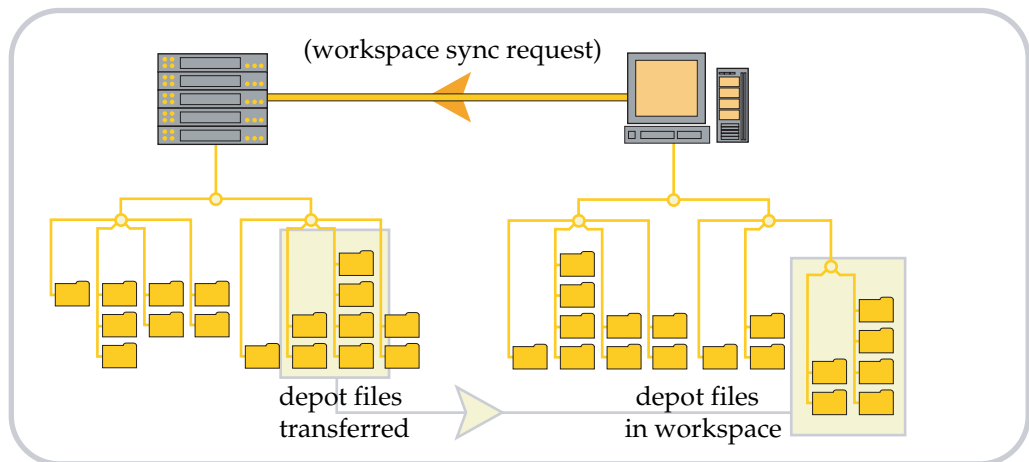 (workspace sync request)
depot files
transferred
depot files
in workspace